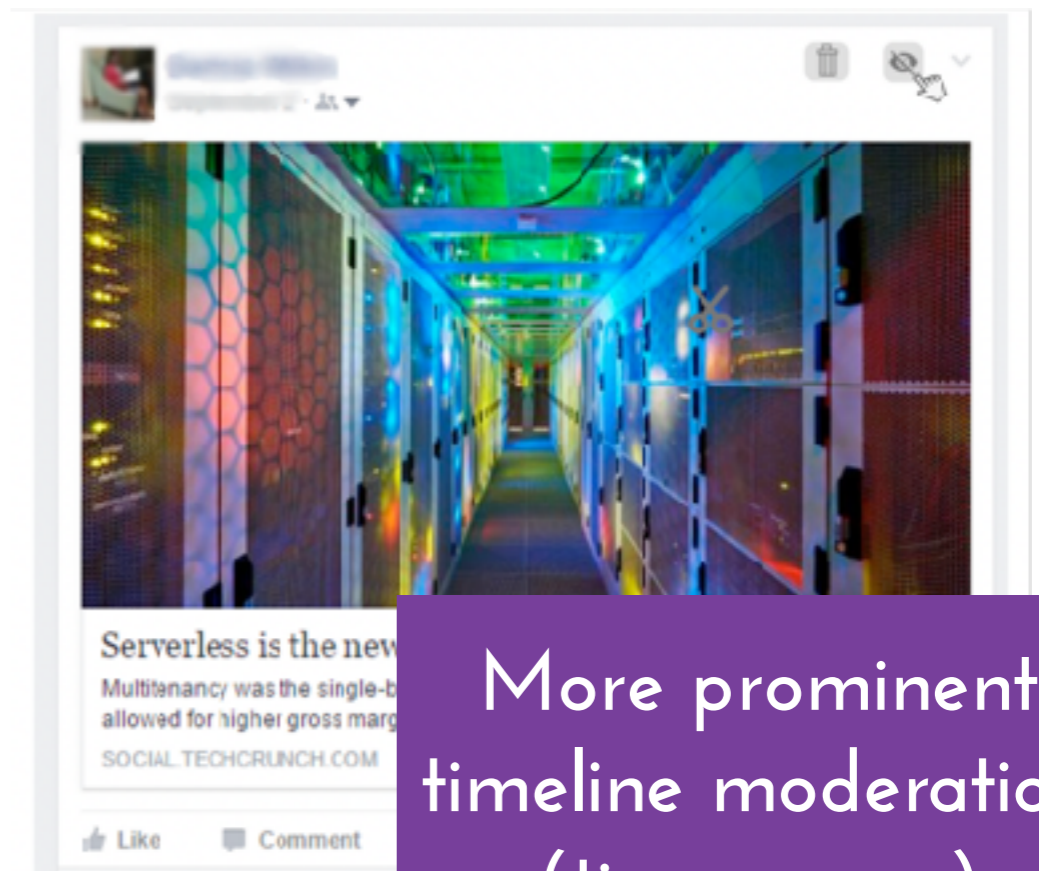 Serverless is the new
Multitenancy was the single-b
allowed for higher gross marg
SOCIAL.TECHCRUNCH.COM
Like
Comment
More prominent
timeline moderatio